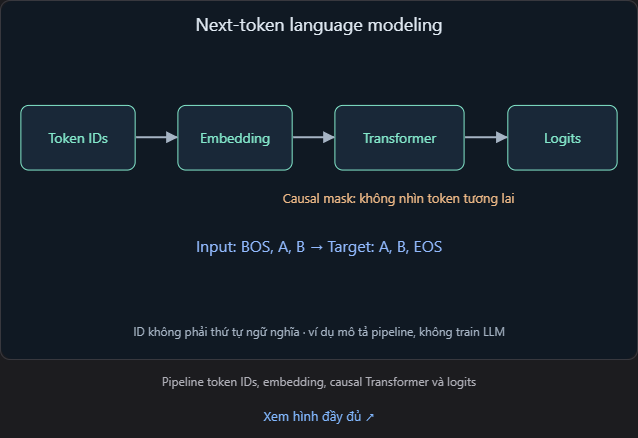 Next-token language modeling
Token IDs
Embedding
Transformer
Logits
Causal mask: không nhìn token tương lai
Input: BOS, A, B → Target: A, B, EOS
ID không phải thứ tự ngữ nghĩa · ví dụ mô tả pipeline, không train LLM
Pipeline token IDs, embedding, causal Transformer và logits
Xem hình đầy đủ ↗